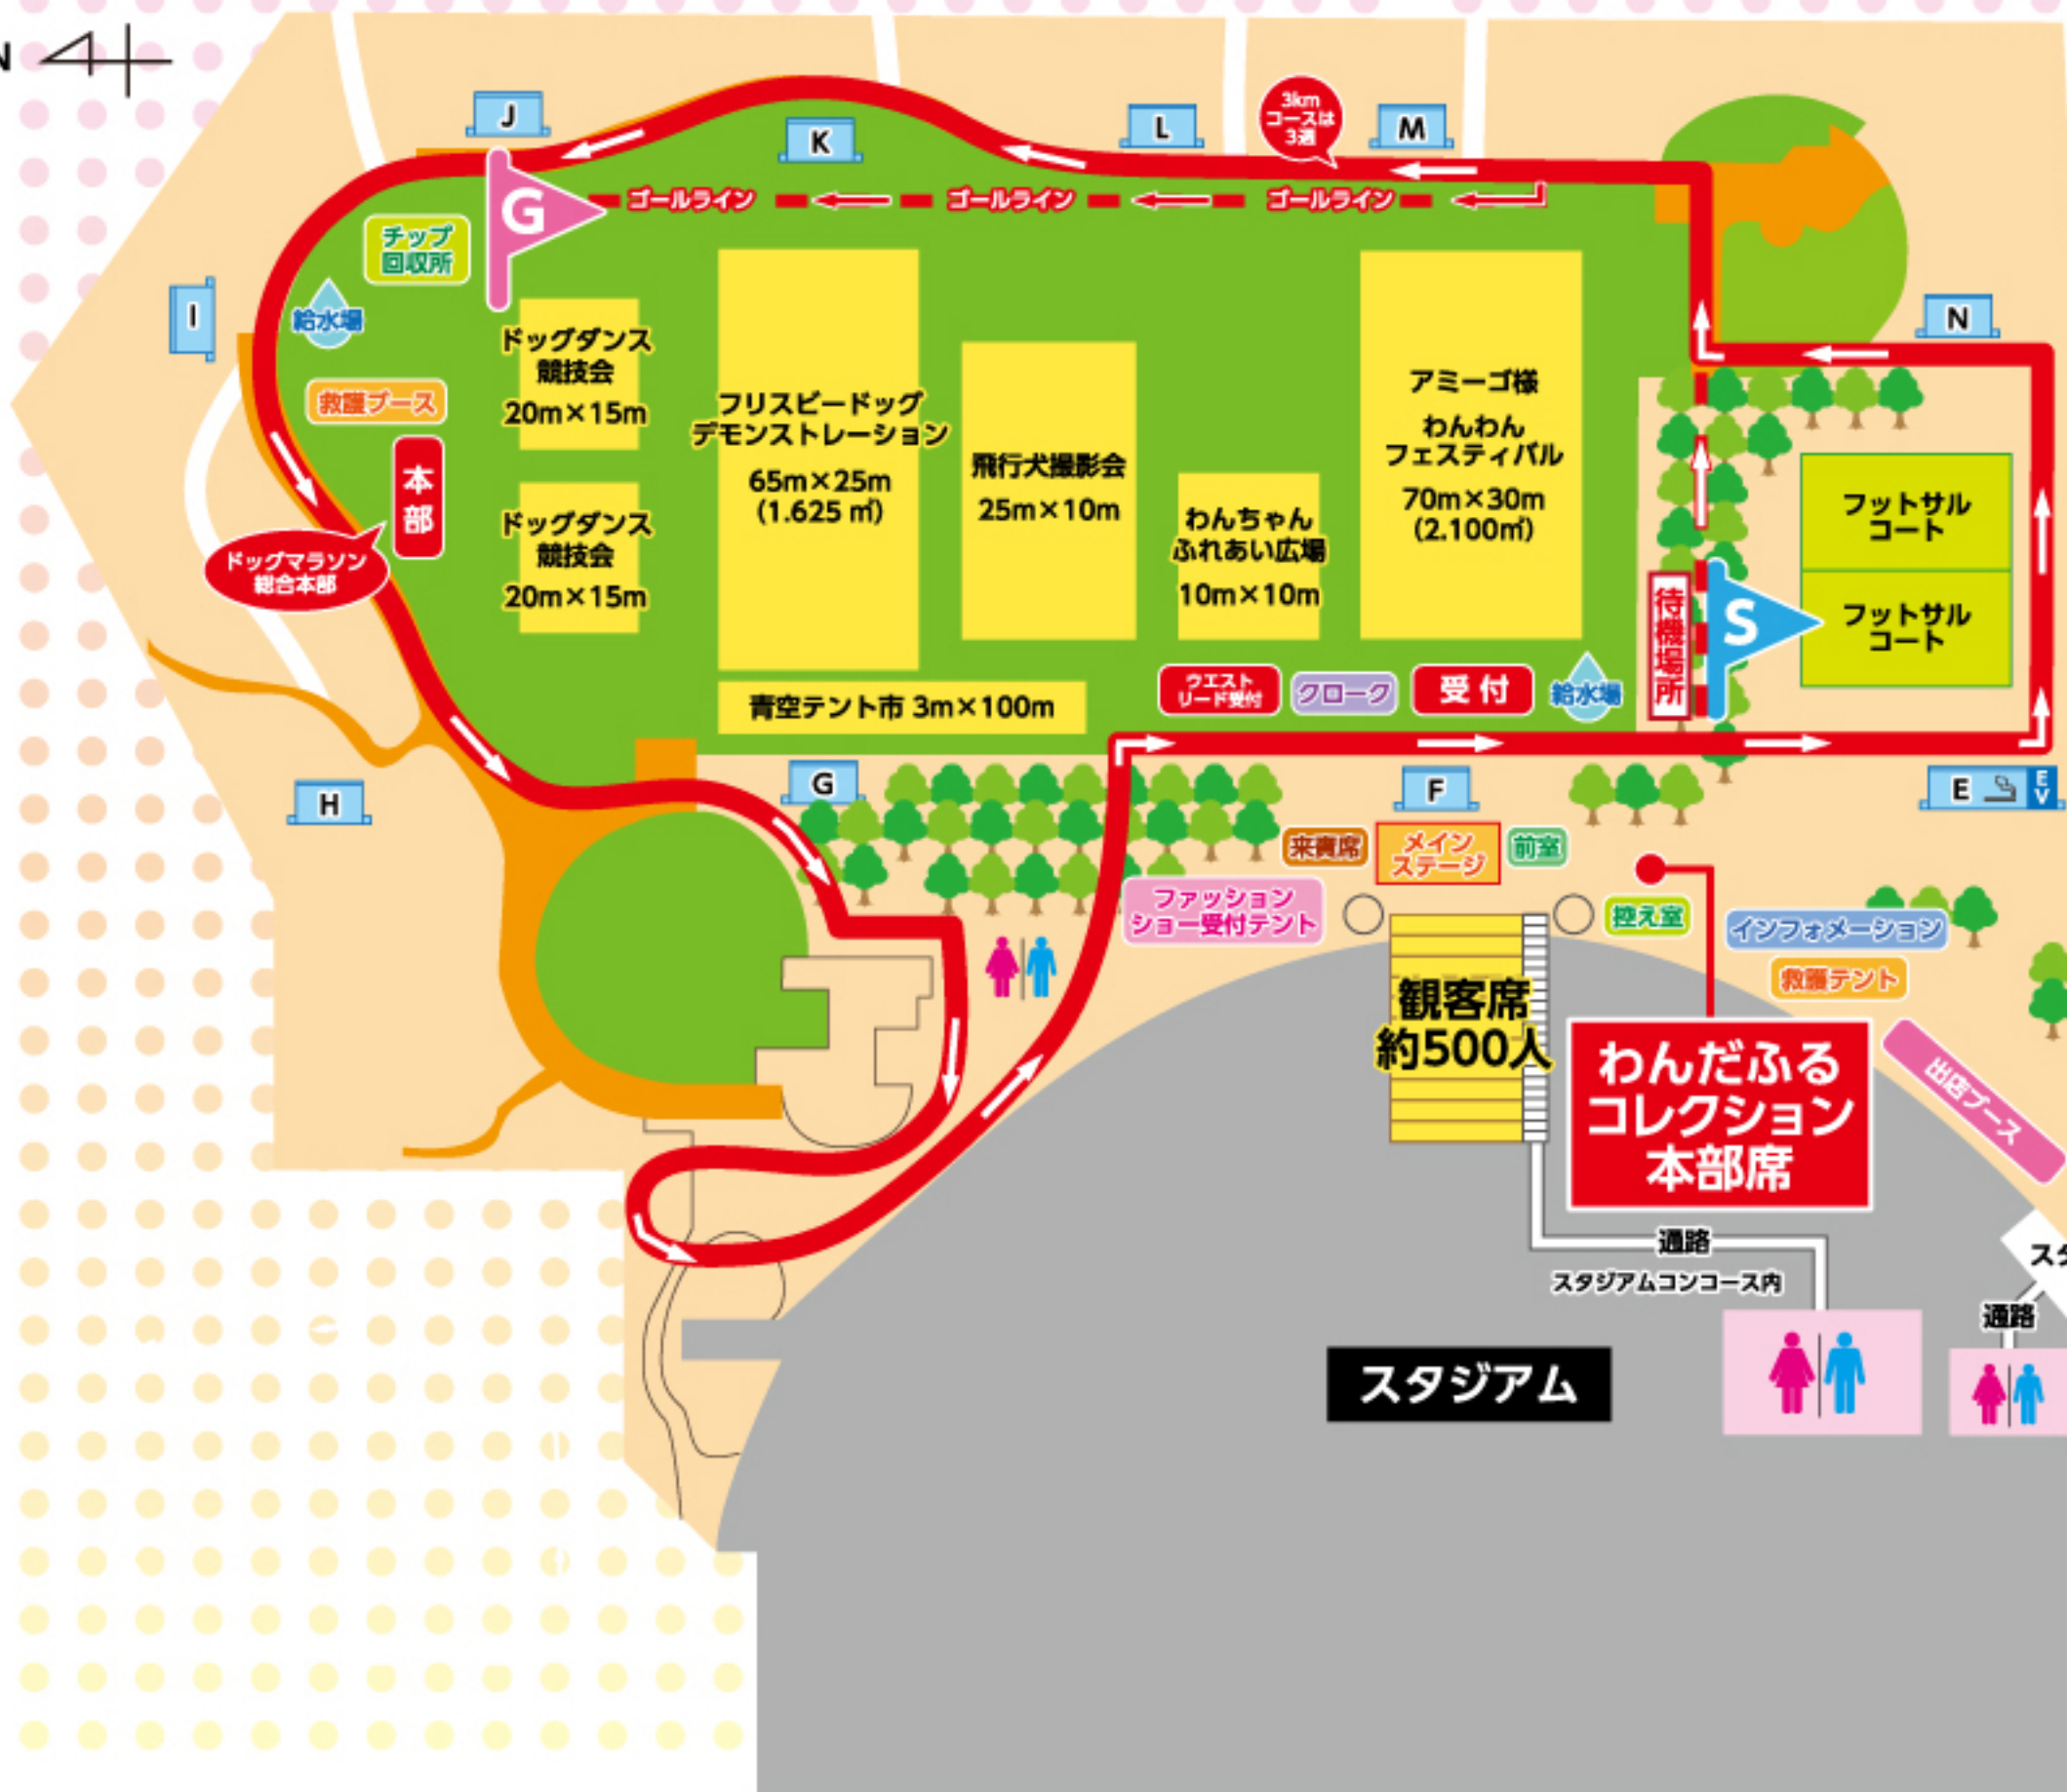 N
J
K
L
3km
コースは
3週
M
G
ゴールライン
ゴールライン
ゴールライン
チップ
回収所
I
給水場
救護ブース
本部
ドッグマラソン
総合本部
ドッグダンス
競技会
20m×15m
ドッグダンス
競技会
20m×15m
フリスビードッグ
デモンストレーション
65m×25m
(1.625㎡)
飛行犬撮影会
25m×10m
わんちゃん
ふれあい広場
10m×10m
アミーゴ様
わんわん
フェスティバル
70m×30m
(2.100㎡)
N
フットサル
コート
フットサル
コート
待機場所
S
青空テント市 3m×100m
ウエスト
リード受付
クローク
受付
給水場
H
G
F
E
EV
来賓席
メイン
ステージ
前室
ファッション
ショー受付テント
控え室
インフォメーション
救護テント
観客席
約500人
わんだふる
コレクション
本部席
出店ブース
通路
スタジアムコンコース内
スタ
通路
スタジアム